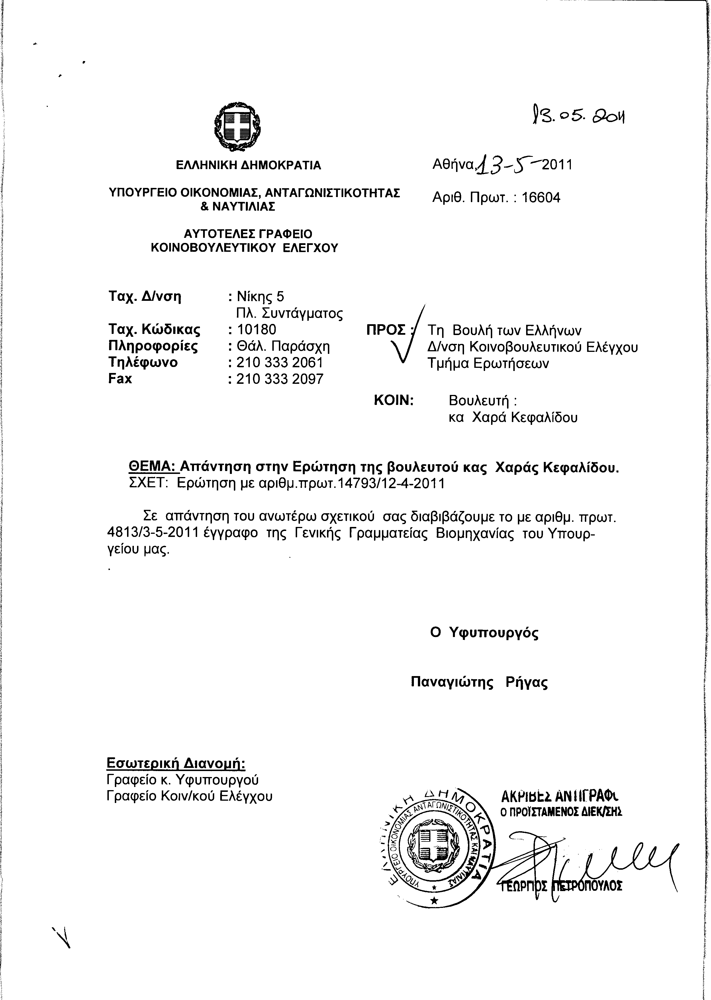 13.05.2011
ΕΛΛΗΝΙΚΗ ΔΗΜΟΚΡΑΤΙΑ
ΥΠΟΥΡΓΕΙΟ ΟΙΚΟΝΟΜΙΑΣ, ΑΝΤΑΓΩΝΙΣΤΙΚΟΤΗΤΑΣ
& ΝΑΥΤΙΛΙΑΣ
ΑΥΤΟΤΕΛΕΣ ΓΡΑΦΕΙΟ
ΚΟΙΝΟΒΟΥΛΕΥΤΙΚΟΥ ΕΛΕΓΧΟΥ
Αθήνα, 13-5-2011
Αριθ. Πρωτ. : 16604
Ταχ. Δ/νση : Νίκης 5
Πλ. Συντάγματος
Ταχ. Κώδικας : 10180
Πληροφορίες : Θάλ. Παράσχη
Τηλέφωνο : 210 333 2061
Fax : 210 333 2097
ΠΡΟΣ : Τη Βουλή των Ελλήνων
Δ/νση Κοινοβουλευτικού Ελέγχου
Τμήμα Ερωτήσεων
ΚΟΙΝ: Βουλευτή :
κα Χαρά Κεφαλίδου
ΘΕΜΑ: Απάντηση στην Ερώτηση της βουλευτού κας Χαράς Κεφαλίδου.
ΣΧΕΤ: Ερώτηση με αριθμ.πρωτ.14793/12-4-2011
Σε απάντηση του ανωτέρω σχετικού σας διαβιβάζουμε το με αριθμ. πρωτ.
4813/3-5-2011 έγγραφο της Γενικής Γραμματείας Βιομηχανίας του Υπουρ-
γείου μας.
Ο Υφυπουργός
Παναγιώτης Ρήγας
Εσωτερική Διανομή:
Γραφείο κ. Υφυπουργού
Γραφείο Κοιν/κού Ελέγχου
ΕΛΛΗΝΙΚΗ ΔΗΜΟΚΡΑΤΙΑ
ΥΠΟΥΡΓΕΙΟ ΟΙΚΟΝΟΜΙΑΣ ΑΝΤΑΓΩΝΙΣΤΙΚΟΤΗΤΑΣ ΚΑΙ ΝΑΥΤΙΛΙΑΣ
ΑΚΡΙΒΕΣ ΑΝΤΙΓΡΑΦΟ
Ο ΠΡΟΪΣΤΑΜΕΝΟΣ ΔΙΕΚ/ΣΗΣ
ΓΕΩΡΓΙΟΣ ΠΕΤΡΟΠΟΥΛΟΣ